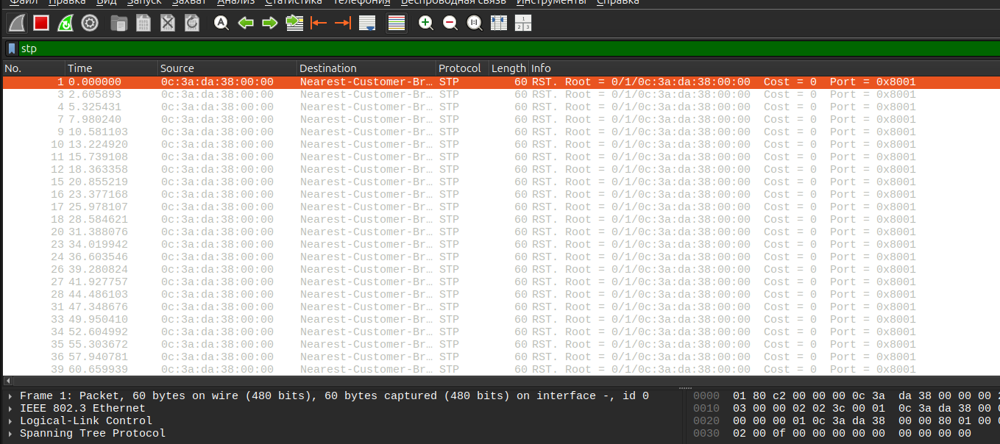 Файл Правка Вид Запуск Захват Анализ Статистика Телефония Беспроводная связь Инструменты Справка
stp
No. Time Source Destination Protocol Length Info
1 0.000000 0c:3a:da:38:00:00 Nearest-Customer-Br… STP 60 RST. Root = 0/1/0c:3a:da:38:00:00 Cost = 0 Port = 0x8001
3 2.605893 0c:3a:da:38:00:00 Nearest-Customer-Br… STP 60 RST. Root = 0/1/0c:3a:da:38:00:00 Cost = 0 Port = 0x8001
4 5.325431 0c:3a:da:38:00:00 Nearest-Customer-Br… STP 60 RST. Root = 0/1/0c:3a:da:38:00:00 Cost = 0 Port = 0x8001
7 7.980240 0c:3a:da:38:00:00 Nearest-Customer-Br… STP 60 RST. Root = 0/1/0c:3a:da:38:00:00 Cost = 0 Port = 0x8001
9 10.581103 0c:3a:da:38:00:00 Nearest-Customer-Br… STP 60 RST. Root = 0/1/0c:3a:da:38:00:00 Cost = 0 Port = 0x8001
10 13.224920 0c:3a:da:38:00:00 Nearest-Customer-Br… STP 60 RST. Root = 0/1/0c:3a:da:38:00:00 Cost = 0 Port = 0x8001
11 15.739108 0c:3a:da:38:00:00 Nearest-Customer-Br… STP 60 RST. Root = 0/1/0c:3a:da:38:00:00 Cost = 0 Port = 0x8001
12 18.363358 0c:3a:da:38:00:00 Nearest-Customer-Br… STP 60 RST. Root = 0/1/0c:3a:da:38:00:00 Cost = 0 Port = 0x8001
15 20.855219 0c:3a:da:38:00:00 Nearest-Customer-Br… STP 60 RST. Root = 0/1/0c:3a:da:38:00:00 Cost = 0 Port = 0x8001
16 23.377168 0c:3a:da:38:00:00 Nearest-Customer-Br… STP 60 RST. Root = 0/1/0c:3a:da:38:00:00 Cost = 0 Port = 0x8001
17 25.978107 0c:3a:da:38:00:00 Nearest-Customer-Br… STP 60 RST. Root = 0/1/0c:3a:da:38:00:00 Cost = 0 Port = 0x8001
18 28.584621 0c:3a:da:38:00:00 Nearest-Customer-Br… STP 60 RST. Root = 0/1/0c:3a:da:38:00:00 Cost = 0 Port = 0x8001
20 31.388076 0c:3a:da:38:00:00 Nearest-Customer-Br… STP 60 RST. Root = 0/1/0c:3a:da:38:00:00 Cost = 0 Port = 0x8001
23 34.019942 0c:3a:da:38:00:00 Nearest-Customer-Br… STP 60 RST. Root = 0/1/0c:3a:da:38:00:00 Cost = 0 Port = 0x8001
24 36.603546 0c:3a:da:38:00:00 Nearest-Customer-Br… STP 60 RST. Root = 0/1/0c:3a:da:38:00:00 Cost = 0 Port = 0x8001
26 39.280824 0c:3a:da:38:00:00 Nearest-Customer-Br… STP 60 RST. Root = 0/1/0c:3a:da:38:00:00 Cost = 0 Port = 0x8001
27 41.927757 0c:3a:da:38:00:00 Nearest-Customer-Br… STP 60 RST. Root = 0/1/0c:3a:da:38:00:00 Cost = 0 Port = 0x8001
28 44.486103 0c:3a:da:38:00:00 Nearest-Customer-Br… STP 60 RST. Root = 0/1/0c:3a:da:38:00:00 Cost = 0 Port = 0x8001
31 47.348676 0c:3a:da:38:00:00 Nearest-Customer-Br… STP 60 RST. Root = 0/1/0c:3a:da:38:00:00 Cost = 0 Port = 0x8001
33 49.950410 0c:3a:da:38:00:00 Nearest-Customer-Br… STP 60 RST. Root = 0/1/0c:3a:da:38:00:00 Cost = 0 Port = 0x8001
34 52.604992 0c:3a:da:38:00:00 Nearest-Customer-Br… STP 60 RST. Root = 0/1/0c:3a:da:38:00:00 Cost = 0 Port = 0x8001
35 55.303672 0c:3a:da:38:00:00 Nearest-Customer-Br… STP 60 RST. Root = 0/1/0c:3a:da:38:00:00 Cost = 0 Port = 0x8001
36 57.940781 0c:3a:da:38:00:00 Nearest-Customer-Br… STP 60 RST. Root = 0/1/0c:3a:da:38:00:00 Cost = 0 Port = 0x8001
39 60.659939 0c:3a:da:38:00:00 Nearest-Customer-Br… STP 60 RST. Root = 0/1/0c:3a:da:38:00:00 Cost = 0 Port = 0x8001
Frame 1: Packet, 60 bytes on wire (480 bits), 60 bytes captured (480 bits) on interface -, id 0
IEEE 802.3 Ethernet
Logical-Link Control
Spanning Tree Protocol
0000 01 80 c2 00 00 00 0c 3a da 38 00 00 00
0010 03 00 00 02 02 3c 00 01 0c 3a da 38 00
0020 00 00 00 01 0c 3a da 38 00 00 80 01 00
0030 02 00 0f 00 00 00 00 00 00 00 00 00